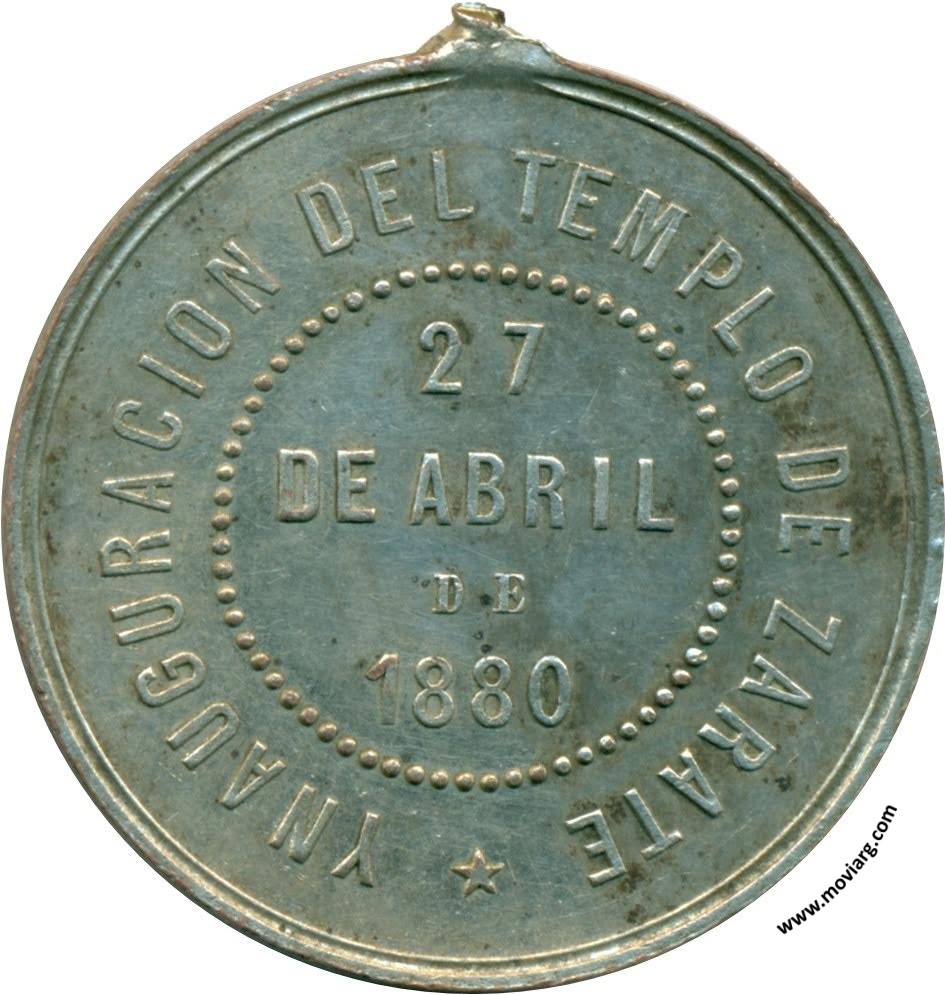 YNAUGURACION DEL TEMPLO DE ZARATE
27
DE ABRIL
DE
1880
www.moviarg.com